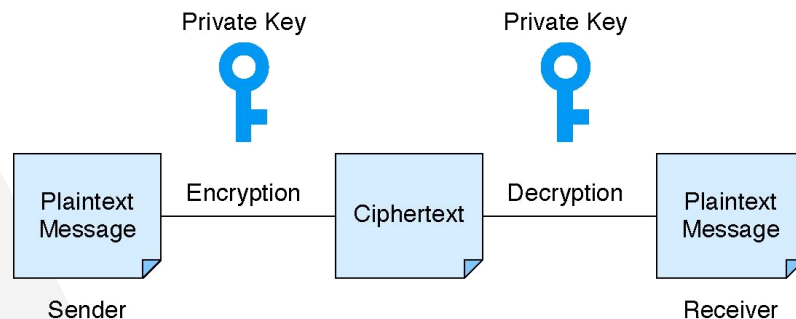 Private Key
Private Key
Plaintext
Message
Encryption
Ciphertext
Decryption
Plaintext
Message
Sender
Receiver